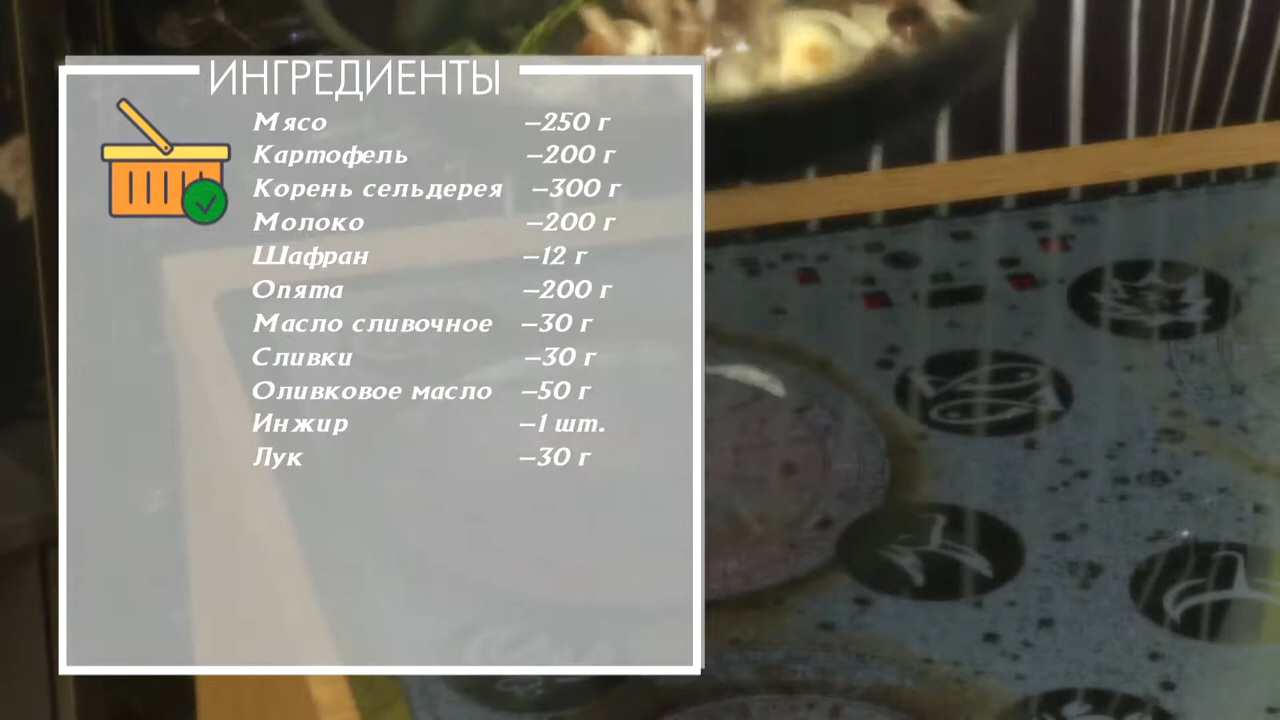 ИНГРЕДИЕНТЫ
Мясо –250 г
Картофель –200 г
Корень сельдерея –300 г
Молоко –200 г
Шафран –12 г
Опята –200 г
Масло сливочное –30 г
Сливки –30 г
Оливковое масло –50 г
Инжир –1 шт.
Лук –30 г